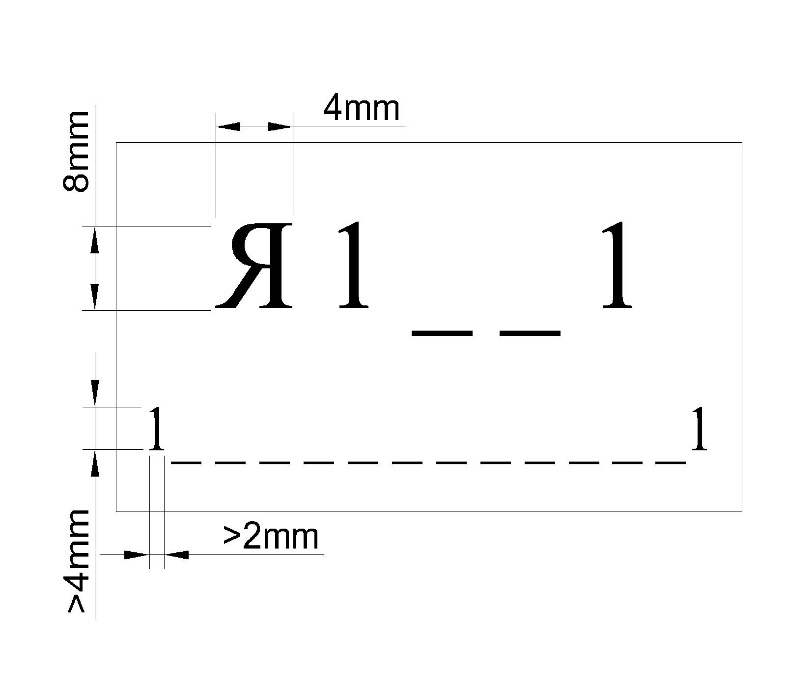 4mm
8mm
Я 1 _ _ 1
1 _ _ _ _ _ _ _ _ _ _ _ _ 1
>2mm
>4mm